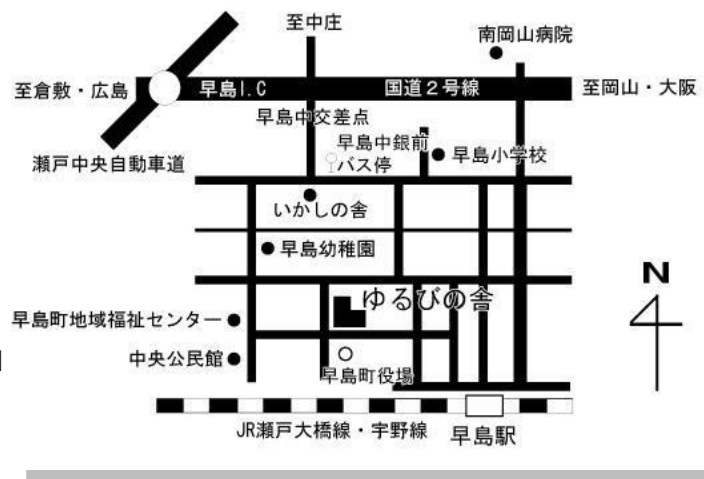 至中庄
南岡山病院
至倉敷・広島
早島I.C
国道2号線
至岡山・大阪
早島中交差点
早島中銀前
バス停
早島小学校
瀬戸中央自動車道
いかしの舎
早島幼稚園
N
ゆるびの舎
早島町地域福祉センター
中央公民館
早島町役場
JR瀬戸大橋線・宇野線
早島駅